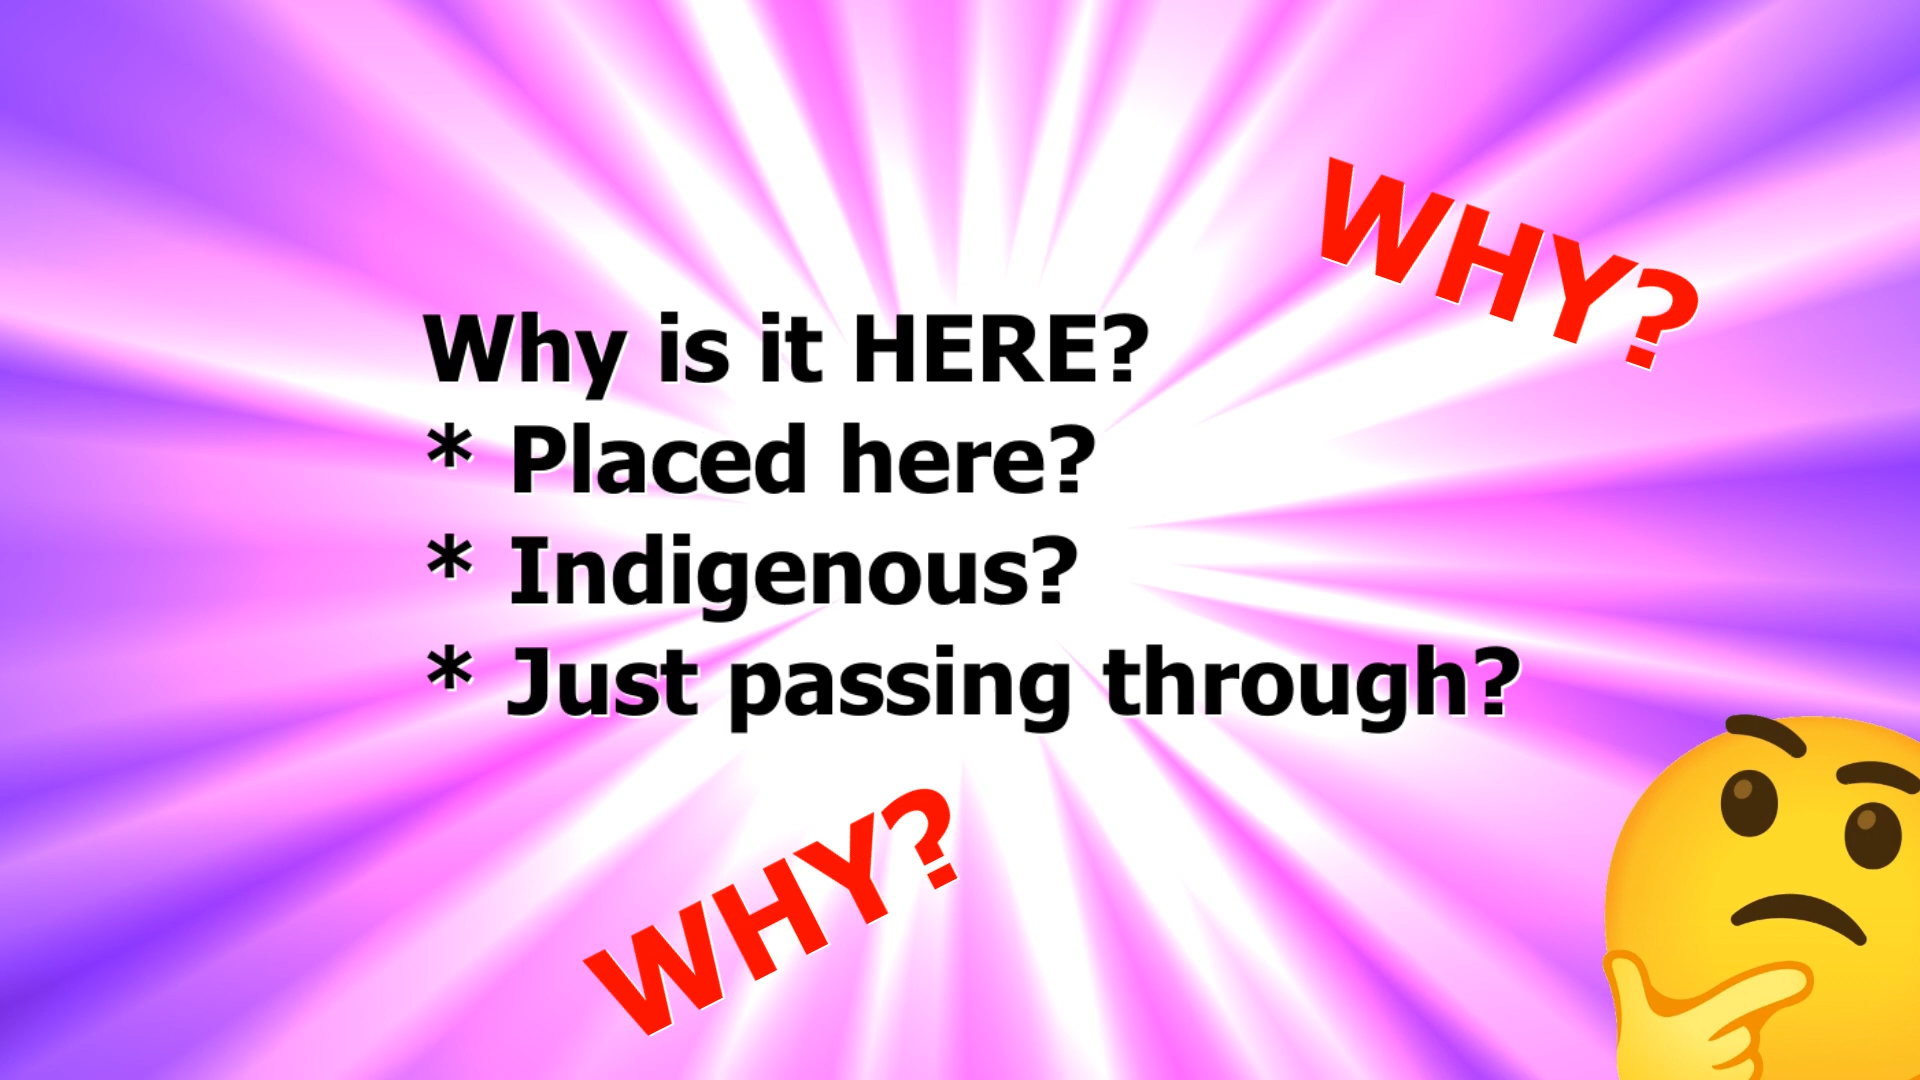 WHY?
Why is it HERE?
* Placed here?
* Indigenous?
* Just passing through?
WHY?